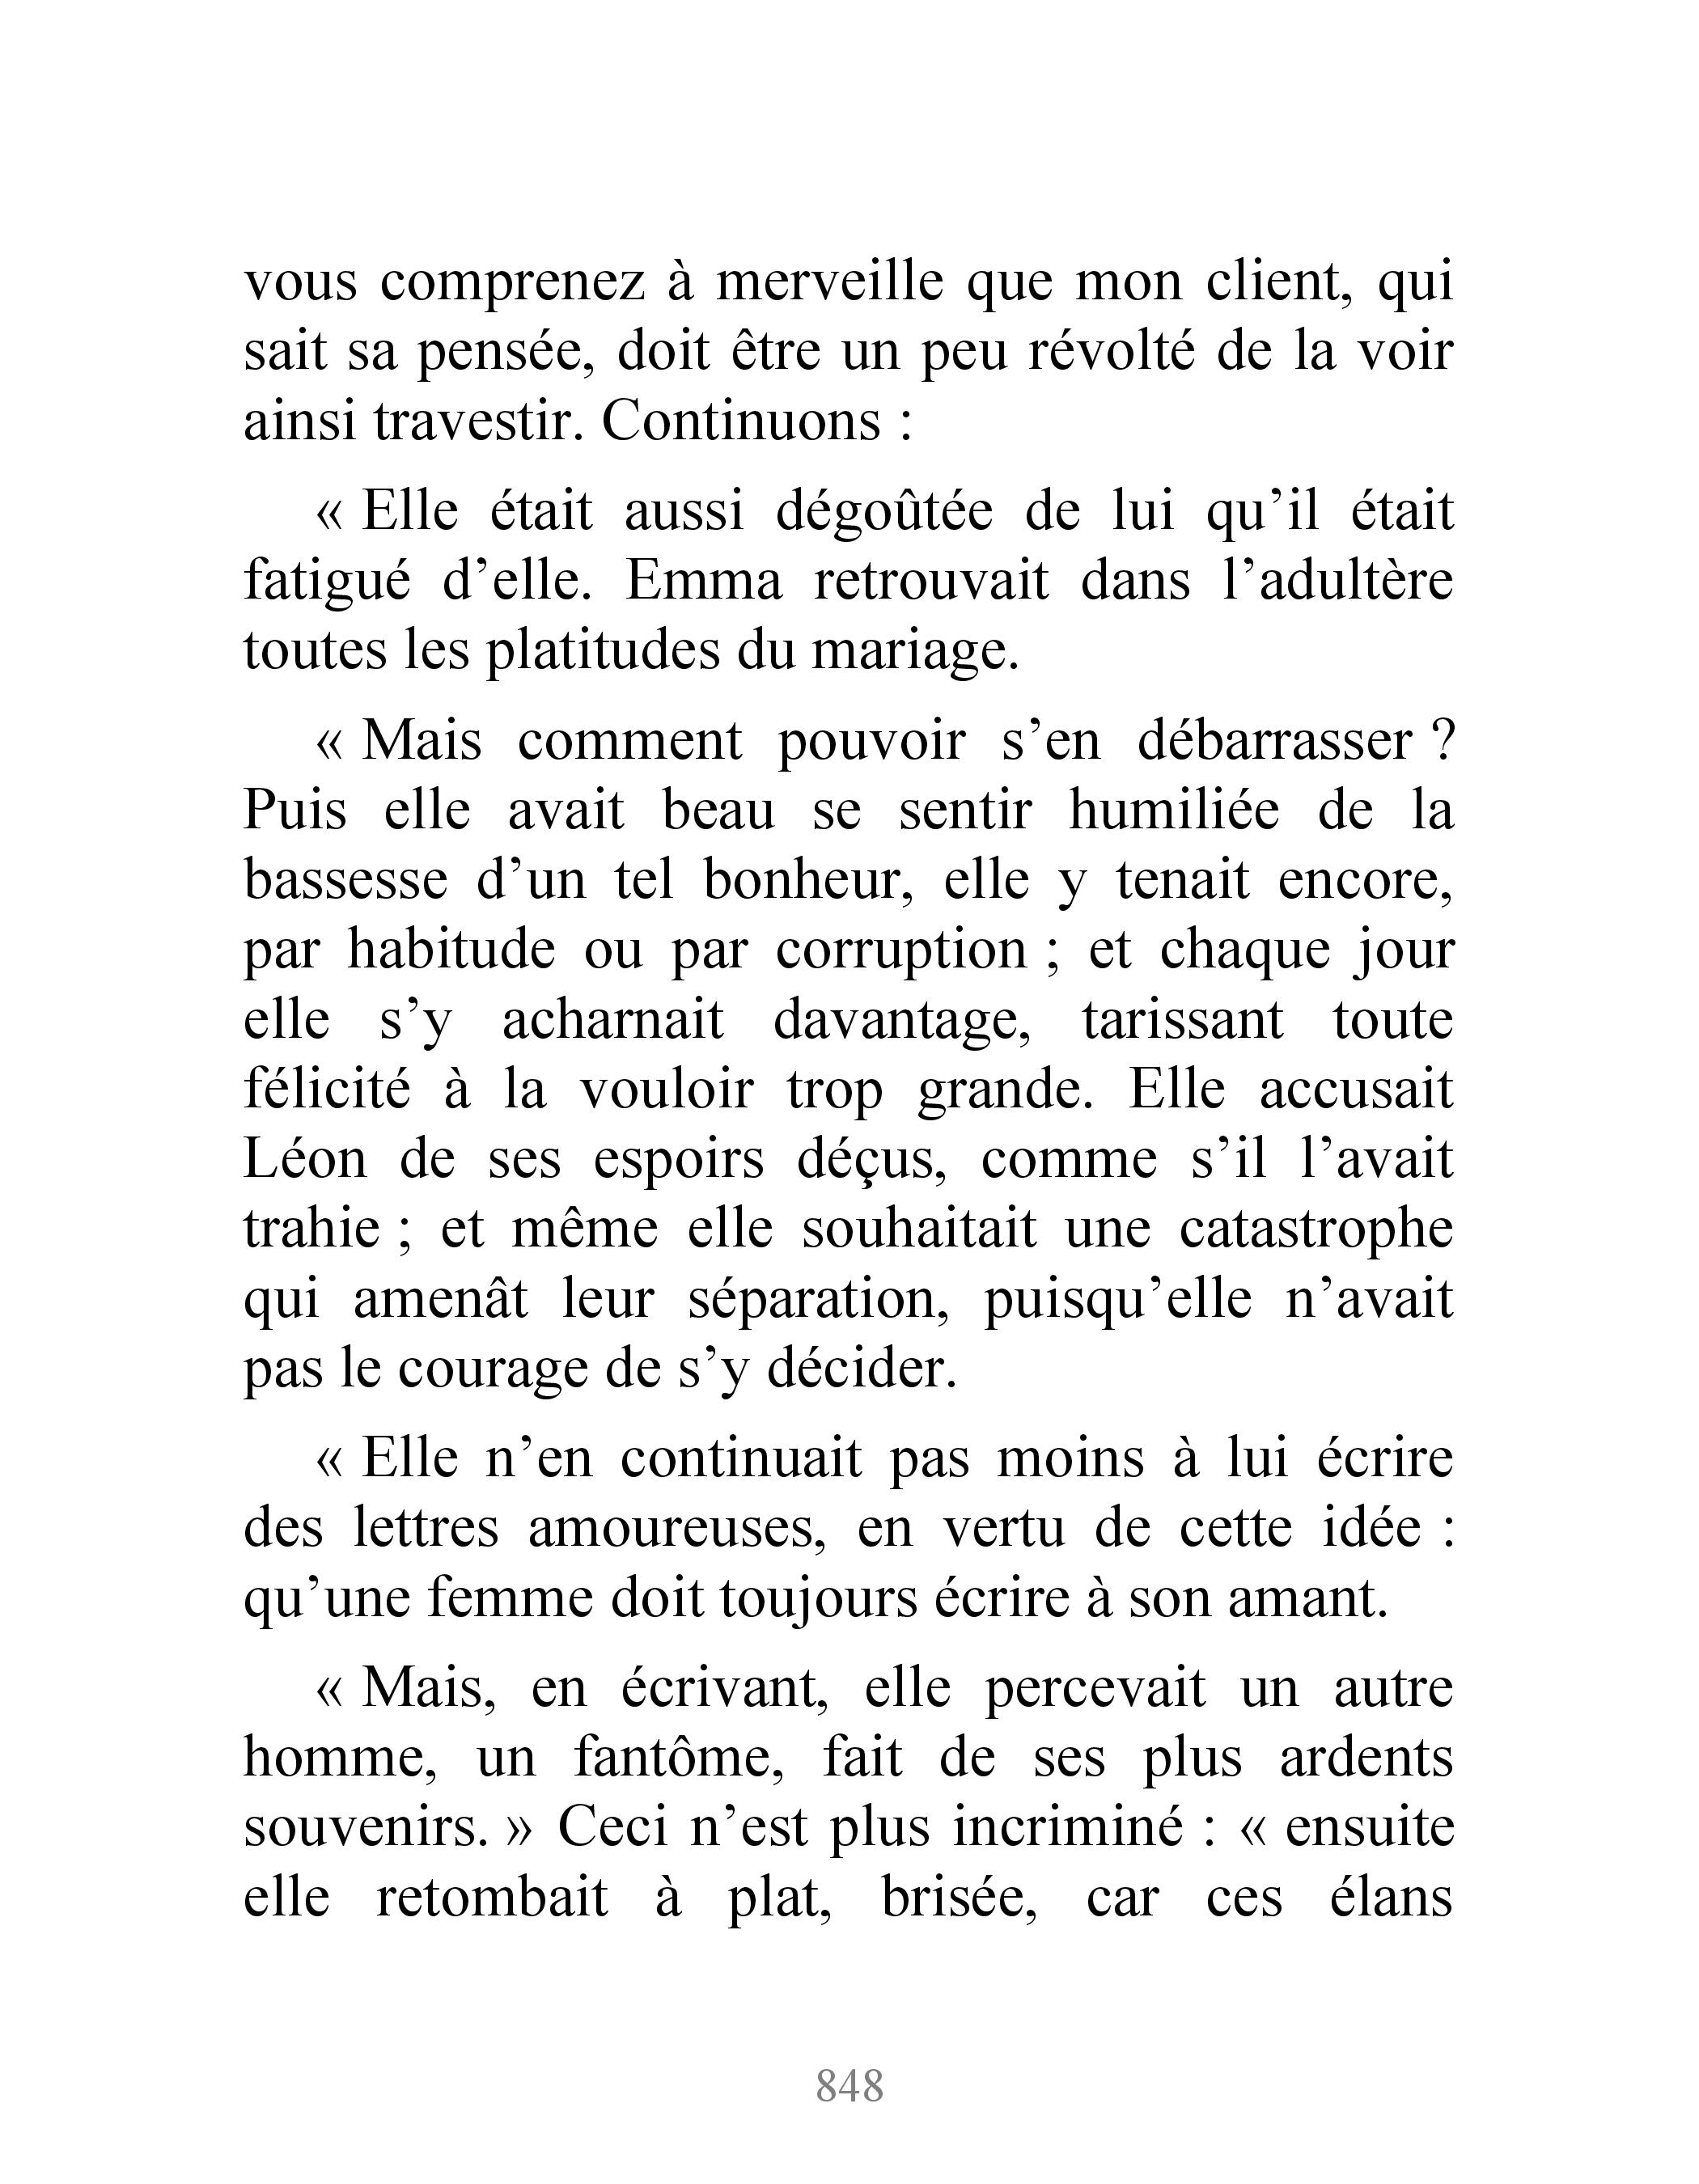 vous comprenez à merveille que mon client, qui
sait sa pensée, doit être un peu révolté de la voir
ainsi travestir. Continuons :
« Elle était aussi dégoûtée de lui qu’il était
fatigué d’elle. Emma retrouvait dans l’adultère
toutes les platitudes du mariage.
« Mais comment pouvoir s’en débarrasser ?
Puis elle avait beau se sentir humiliée de la
bassesse d’un tel bonheur, elle y tenait encore,
par habitude ou par corruption ; et chaque jour
elle s’y acharnait davantage, tarissant toute
félicité à la vouloir trop grande. Elle accusait
Léon de ses espoirs déçus, comme s’il l’avait
trahie ; et même elle souhaitait une catastrophe
qui amenât leur séparation, puisqu’elle n’avait
pas le courage de s’y décider.
« Elle n’en continuait pas moins à lui écrire
des lettres amoureuses, en vertu de cette idée :
qu’une femme doit toujours écrire à son amant.
« Mais, en écrivant, elle percevait un autre
homme, un fantôme, fait de ses plus ardents
souvenirs. » Ceci n’est plus incriminé : « ensuite
elle retombait à plat, brisée, car ces élans
848